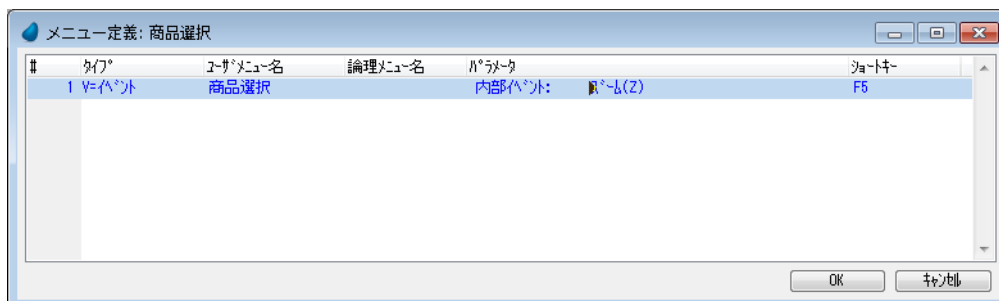 メニュー定義: 商品選択
# ﾀｲﾌﾟ ﾕｰｻﾞﾒﾆｭｰ名 論理ﾒﾆｭｰ名 ﾊﾟﾗﾒｰﾀ ｼｮｰﾄｷｰ
1 V=ｲﾍﾞﾝﾄ 商品選択 内部ｲﾍﾞﾝﾄ: ｽﾞｰﾑ(Z) F5
OK ｷｬﾝｾﾙ